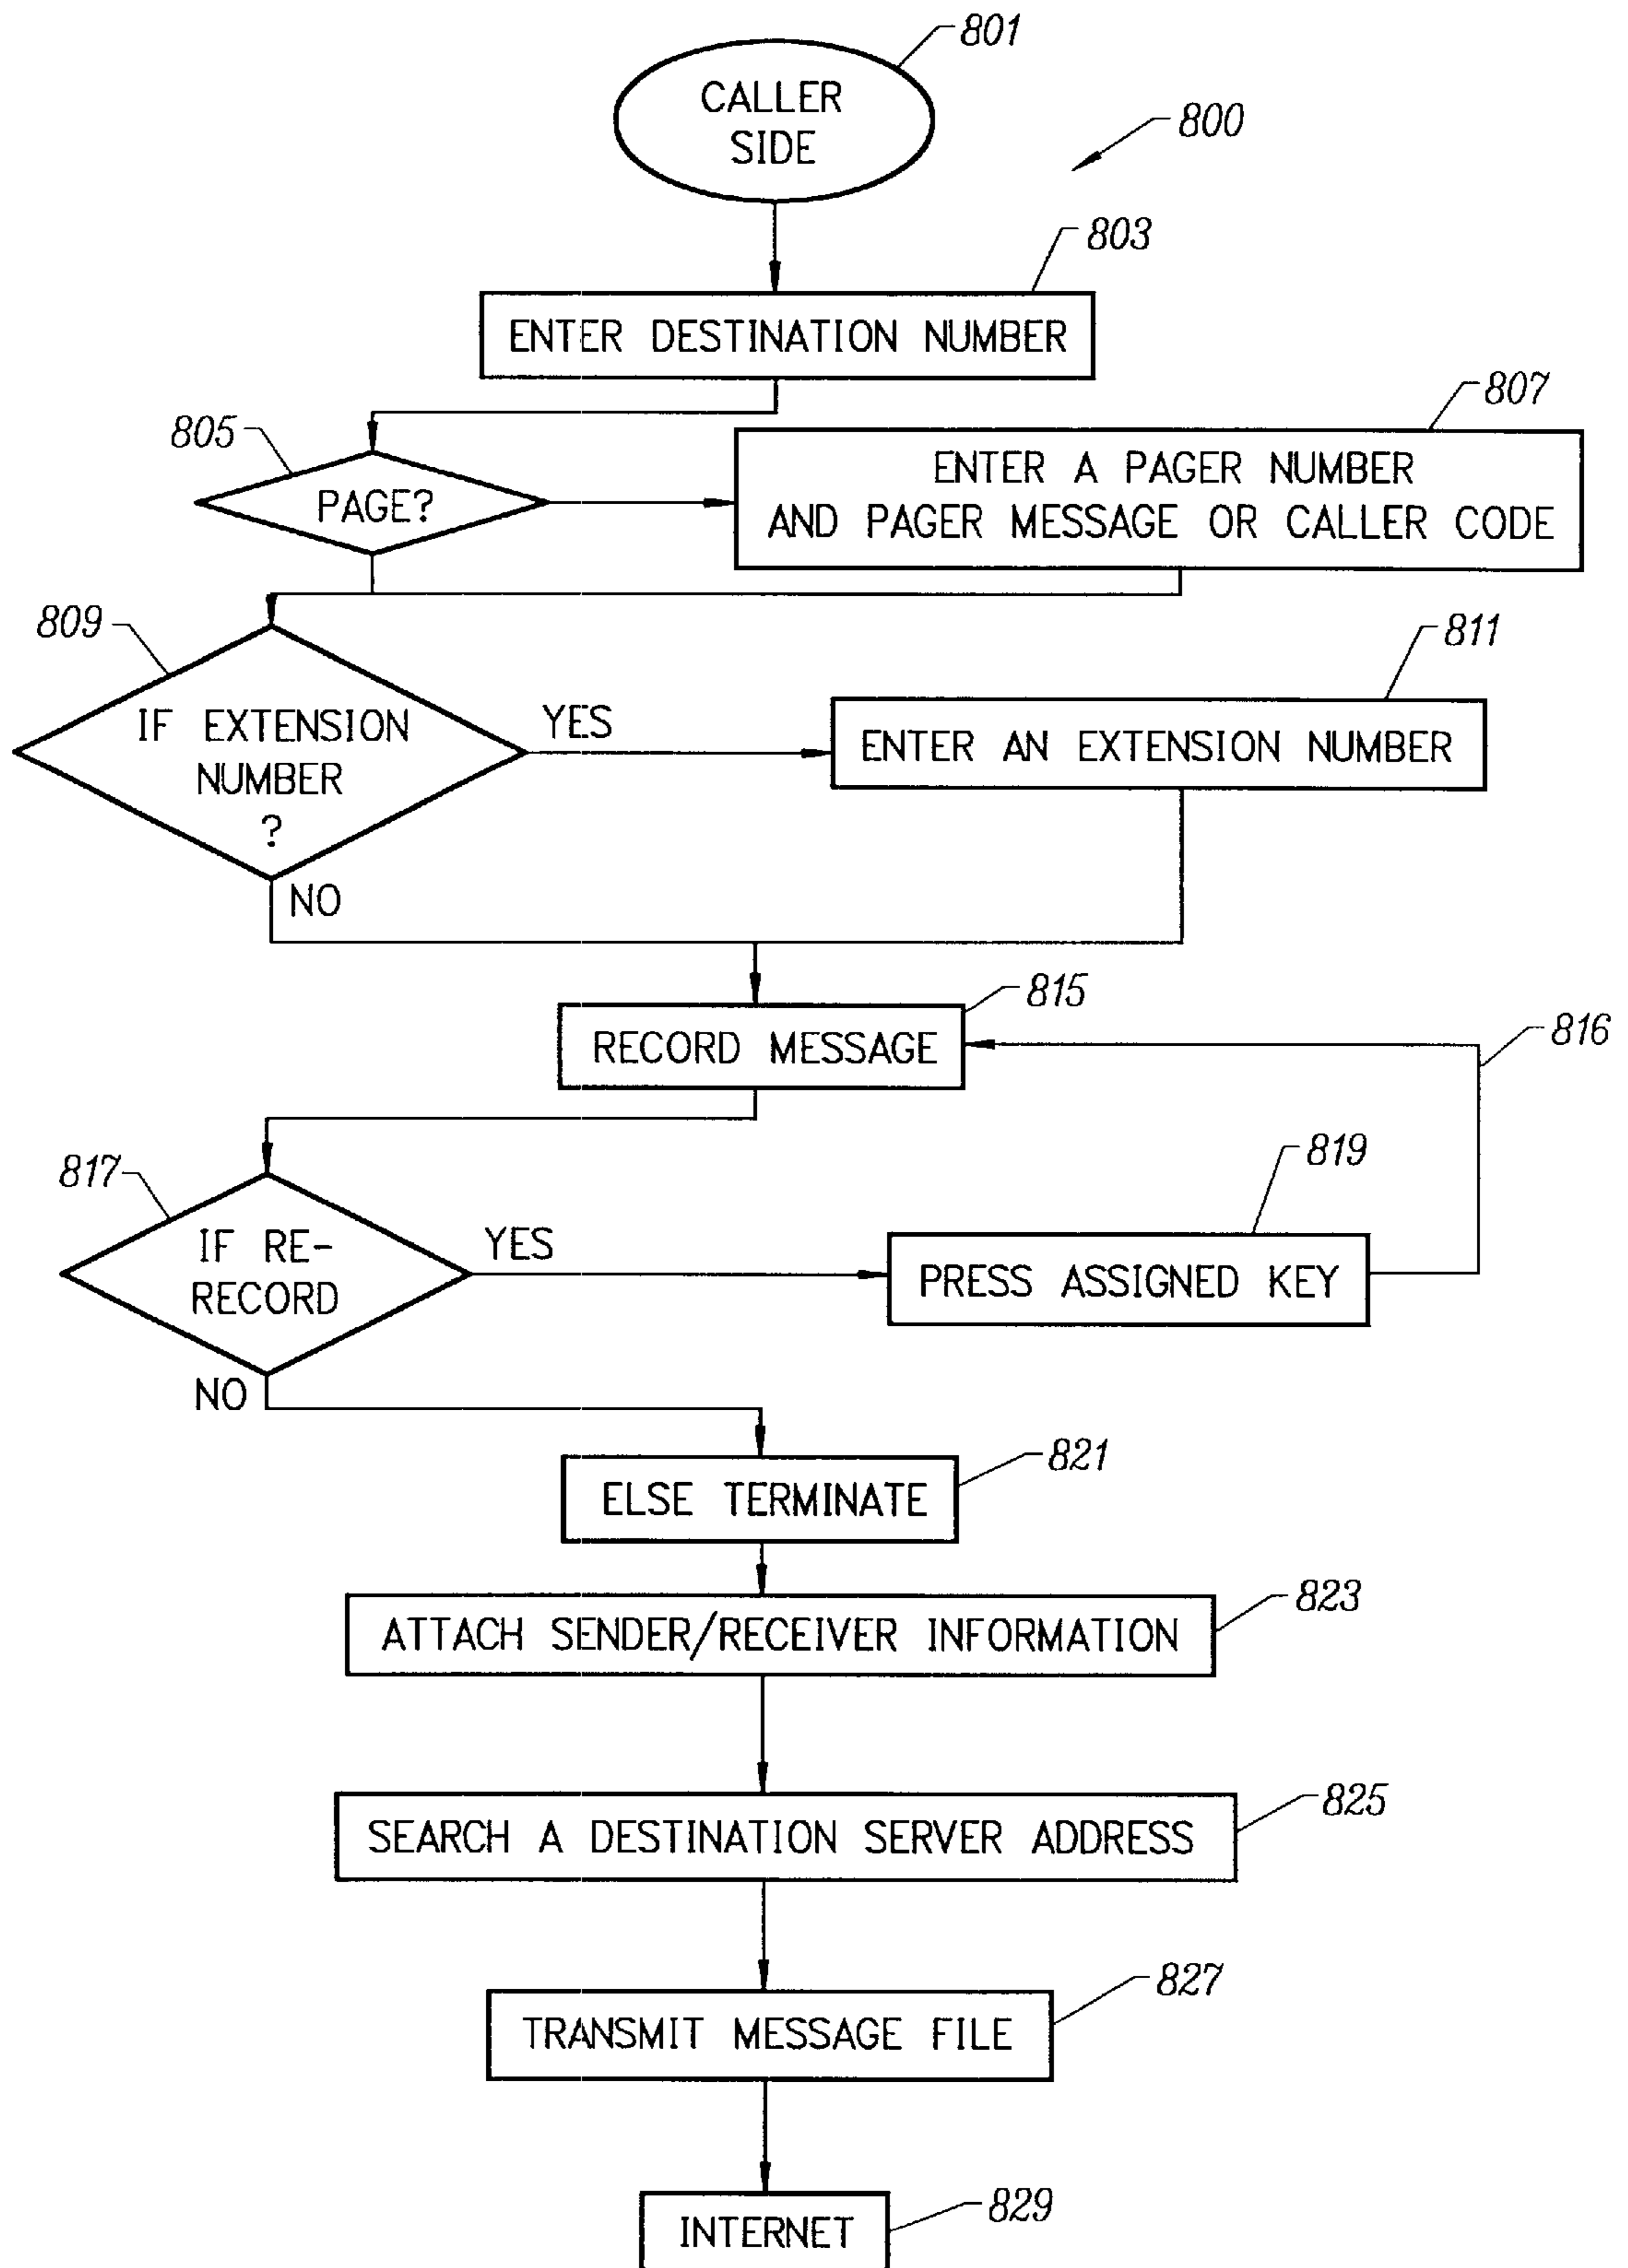 801
CALLER
SIDE
800
803
ENTER DESTINATION NUMBER
807
805
PAGE?
ENTER A PAGER NUMBER
AND PAGER MESSAGE OR CALLER CODE
809
811
IF EXTENSION
NUMBER
?
YES
ENTER AN EXTENSION NUMBER
NO
815
RECORD MESSAGE
816
817
819
IF RE-
RECORD
YES
PRESS ASSIGNED KEY
NO
821
ELSE TERMINATE
823
ATTACH SENDER/RECEIVER INFORMATION
825
SEARCH A DESTINATION SERVER ADDRESS
827
TRANSMIT MESSAGE FILE
829
INTERNET